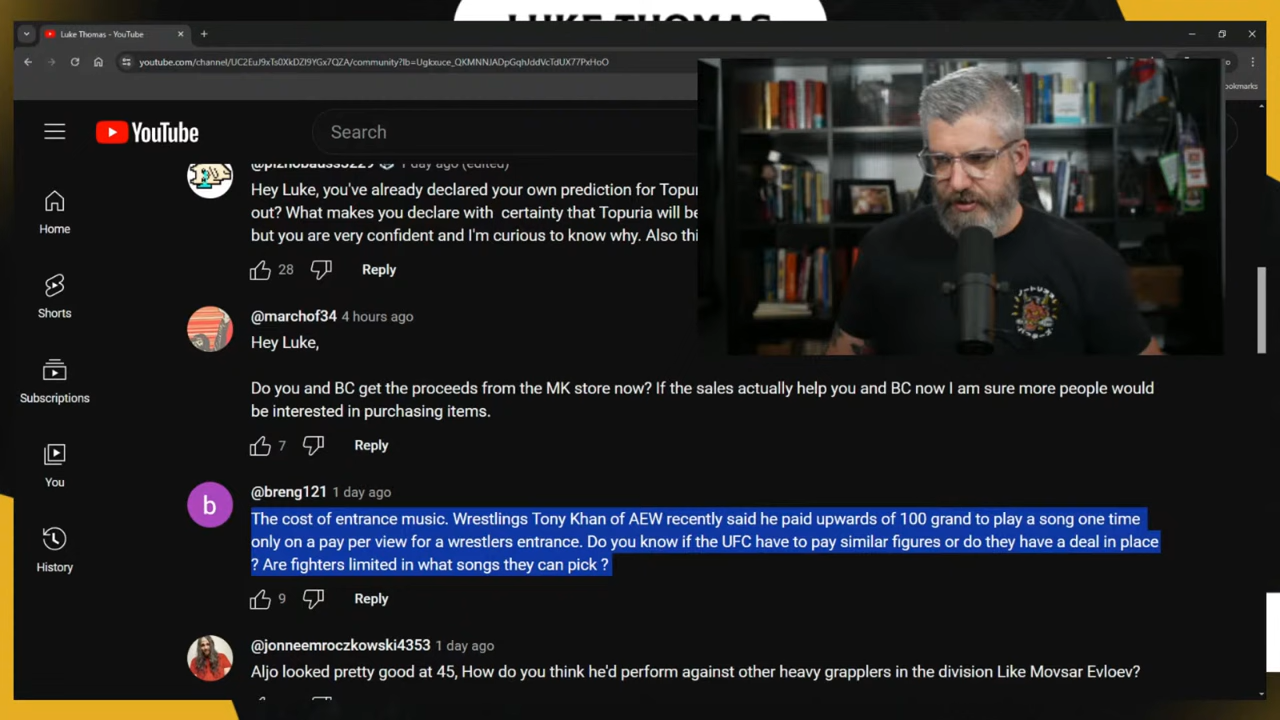 LUKE THOMAS
Luke Thomas - YouTube
youtube.com/channel/
YouTube
Search
Home
Shorts
Subscriptions
You
History
1 day ago (edited)
Hey Luke, you've already declared your own prediction for Topu
out? What makes you declare with certainty that Topuria will be
but you are very confident and I'm curious to know why. Also thi
28
Reply
@marchof34 4 hours ago
Hey Luke,
Do you and BC get the proceeds from the MK store now? If the sales actually help you and BC now I am sure more people would
be interested in purchasing items.
7
Reply
b
@breng121 1 day ago
The cost of entrance music. Wrestlings Tony Khan of AEW recently said he paid upwards of 100 grand to play a song one time
only on a pay per view for a wrestlers entrance. Do you know if the UFC have to pay similar figures or do they have a deal in place
? Are fighters limited in what songs they can pick ?
9
Reply
@jonneemroczkowski4353 1 day ago
Aljo looked pretty good at 45, How do you think he'd perform against other heavy grapplers in the division Like Movsar Evloev?